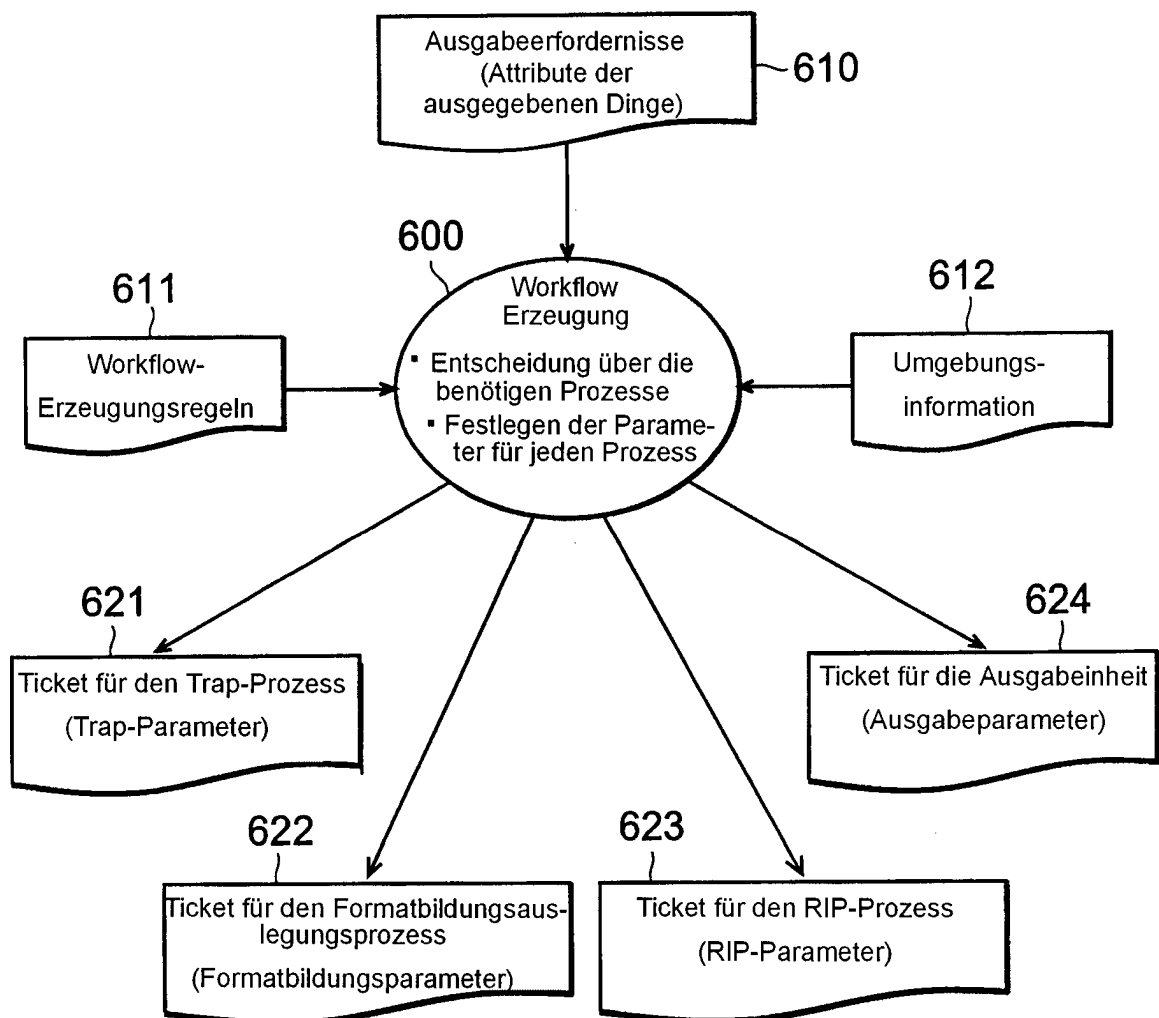 Ausgabeerfordernisse
(Attribute der
ausgegebenen Dinge)
610
600
Workflow
Erzeugung
▪ Entscheidung über die
benötigen Prozesse
▪ Festlegen der Parame-
ter für jeden Prozess
611
Workflow-
Erzeugungsregeln
612
Umgebungs-
information
621
Ticket für den Trap-Prozess
(Trap-Parameter)
624
Ticket für die Ausgabeinheit
(Ausgabeparameter)
622
Ticket für den Formatbildungsaus-
legungsprozess
(Formatbildungsparameter)
623
Ticket für den RIP-Prozess
(RIP-Parameter)